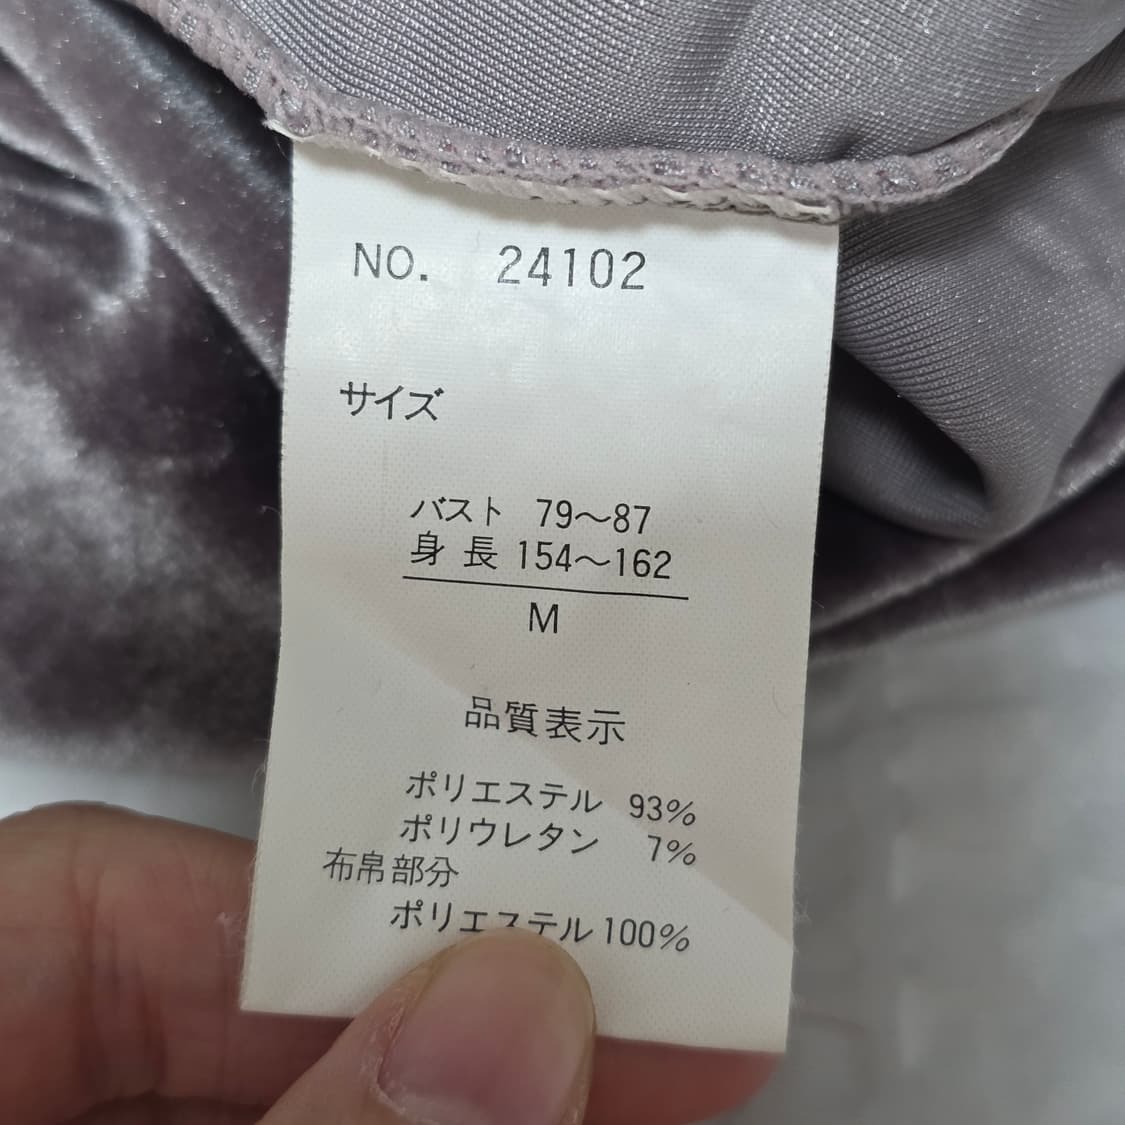 NO. 24102
サイズ
バスト 79〜87
身 長 154〜162
M
品質表示
ポリエステル 93%
ポリウレタン 7%
布帛部分
ポリエステル 100%